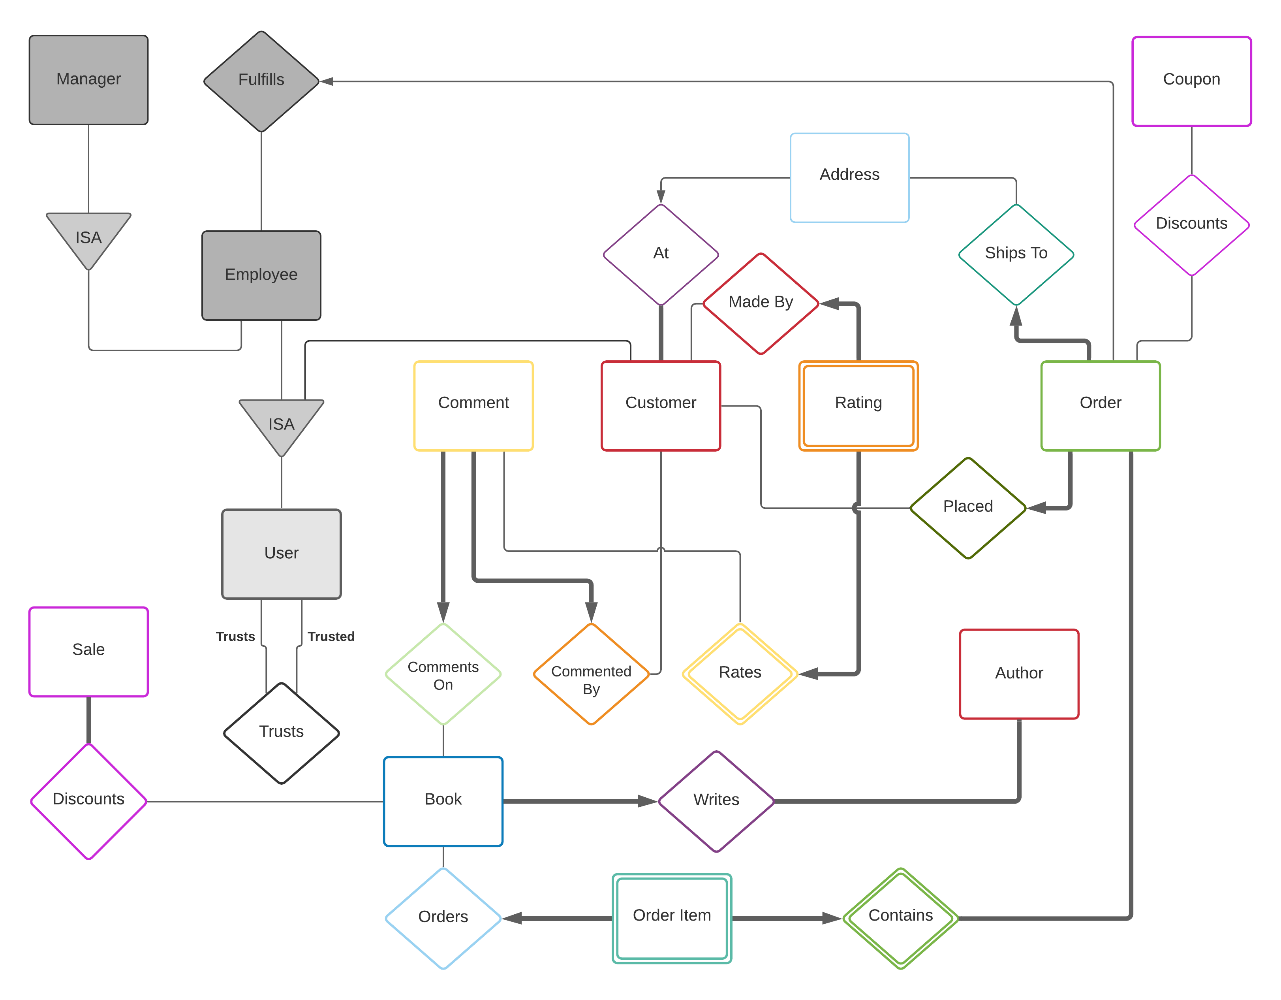 Manager
Fulfills
Coupon
Address
Discounts
ISA
At
Ships To
Employee
Made By
Comment
Customer
Rating
Order
ISA
Placed
User
Trusts
Trusted
Sale
Comments
On
Commented
By
Rates
Author
Trusts
Discounts
Book
Writes
Orders
Order Item
Contains